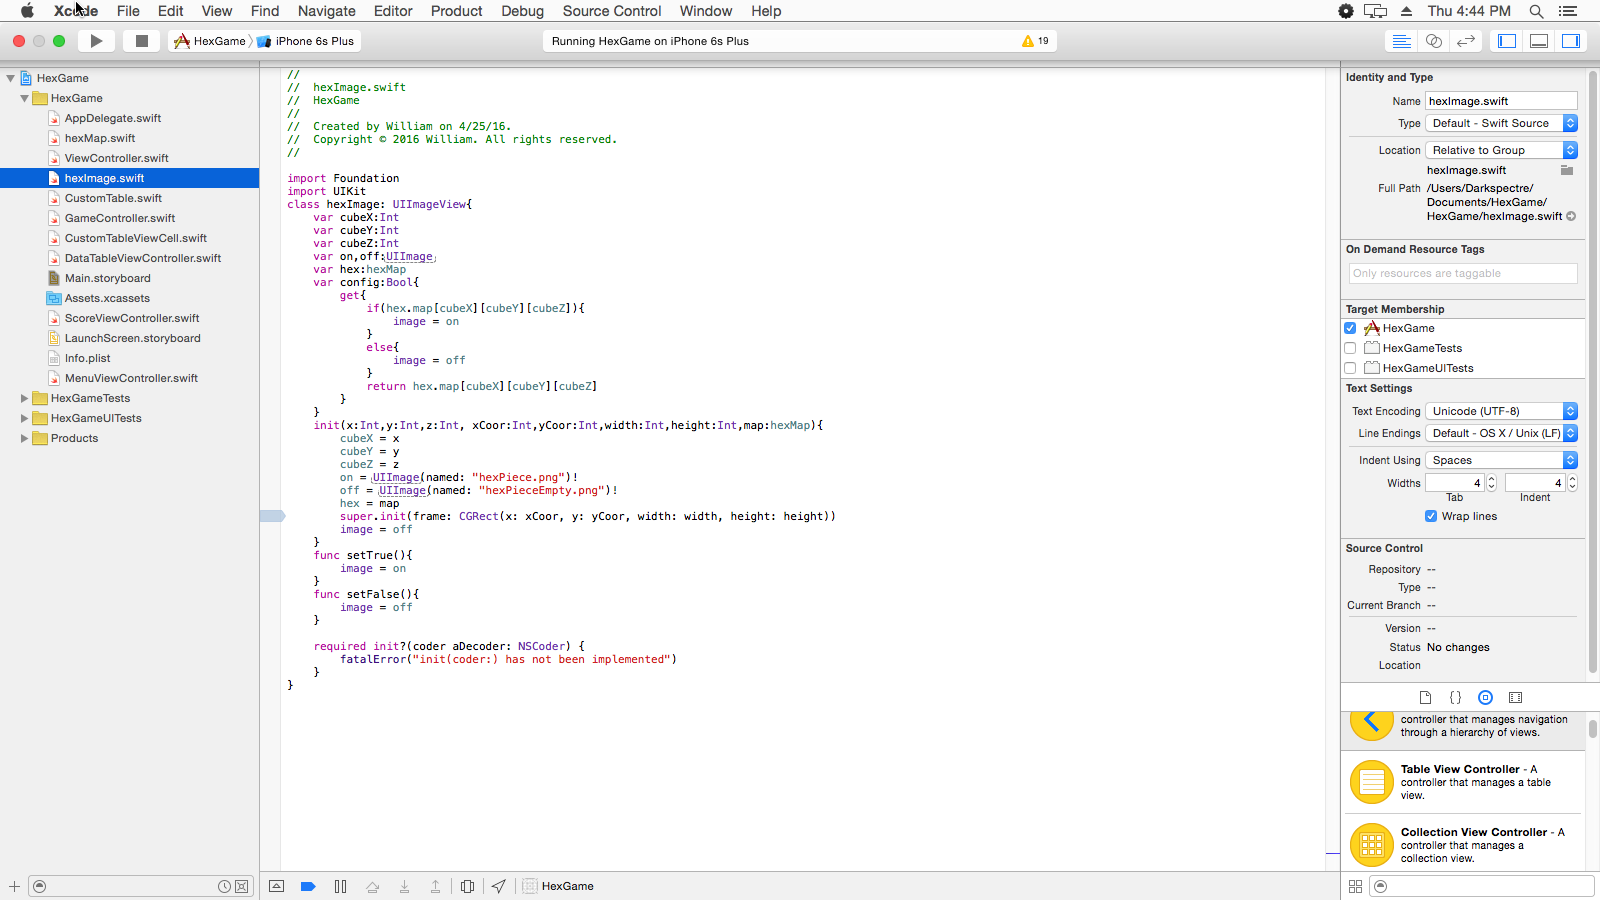 Xcode File Edit View Find Navigate Editor Product Debug Source Control Window Help Thu 4:44 PM
HexGame iPhone 6s Plus Running HexGame on iPhone 6s Plus 19
HexGame
HexGame
AppDelegate.swift
hexMap.swift
ViewController.swift
hexImage.swift
CustomTable.swift
GameController.swift
CustomTableViewCell.swift
DataTableViewController.swift
Main.storyboard
Assets.xcassets
ScoreViewController.swift
LaunchScreen.storyboard
Info.plist
MenuViewController.swift
HexGameTests
HexGameUITests
Products
//
//  hexImage.swift
//  HexGame
//
//  Created by William on 4/25/16.
//  Copyright © 2016 William. All rights reserved.
//
import Foundation
import UIKit
class hexImage: UIImageView{
    var cubeX:Int
    var cubeY:Int
    var cubeZ:Int
    var on,off:UIImage
    var hex:hexMap
    var config:Bool{
        get{
            if(hex.map[cubeX][cubeY][cubeZ]){
                image = on
            }
            else{
                image = off
            }
            return hex.map[cubeX][cubeY][cubeZ]
        }
    }
    init(x:Int,y:Int,z:Int, xCoor:Int,yCoor:Int,width:Int,height:Int,map:hexMap){
        cubeX = x
        cubeY = y
        cubeZ = z
        on = UIImage(named: "hexPiece.png")!
        off = UIImage(named: "hexPieceEmpty.png")!
        hex = map
        super.init(frame: CGRect(x: xCoor, y: yCoor, width: width, height: height))
        image = off
    }
    func setTrue(){
        image = on
    }
    func setFalse(){
        image = off
    }
    required init?(coder aDecoder: NSCoder) {
        fatalError("init(coder:) has not been implemented")
    }
}
HexGame
Identity and Type
Name hexImage.swift
Type Default - Swift Source
Location Relative to Group
hexImage.swift
Full Path /Users/Darkspectre/
Documents/HexGame/
HexGame/hexImage.swift
On Demand Resource Tags
Only resources are taggable
Target Membership
HexGame
HexGameTests
HexGameUITests
Text Settings
Text Encoding Unicode (UTF-8)
Line Endings Default - OS X / Unix (LF)
Indent Using Spaces
Widths 4 4
Tab Indent
Wrap lines
Source Control
Repository --
Type --
Current Branch --
Version --
Status No changes
Location
{}
controller that manages navigation
through a hierarchy of views.
Table View Controller - A
controller that manages a table
view.
Collection View Controller - A
controller that manages a
collection view.